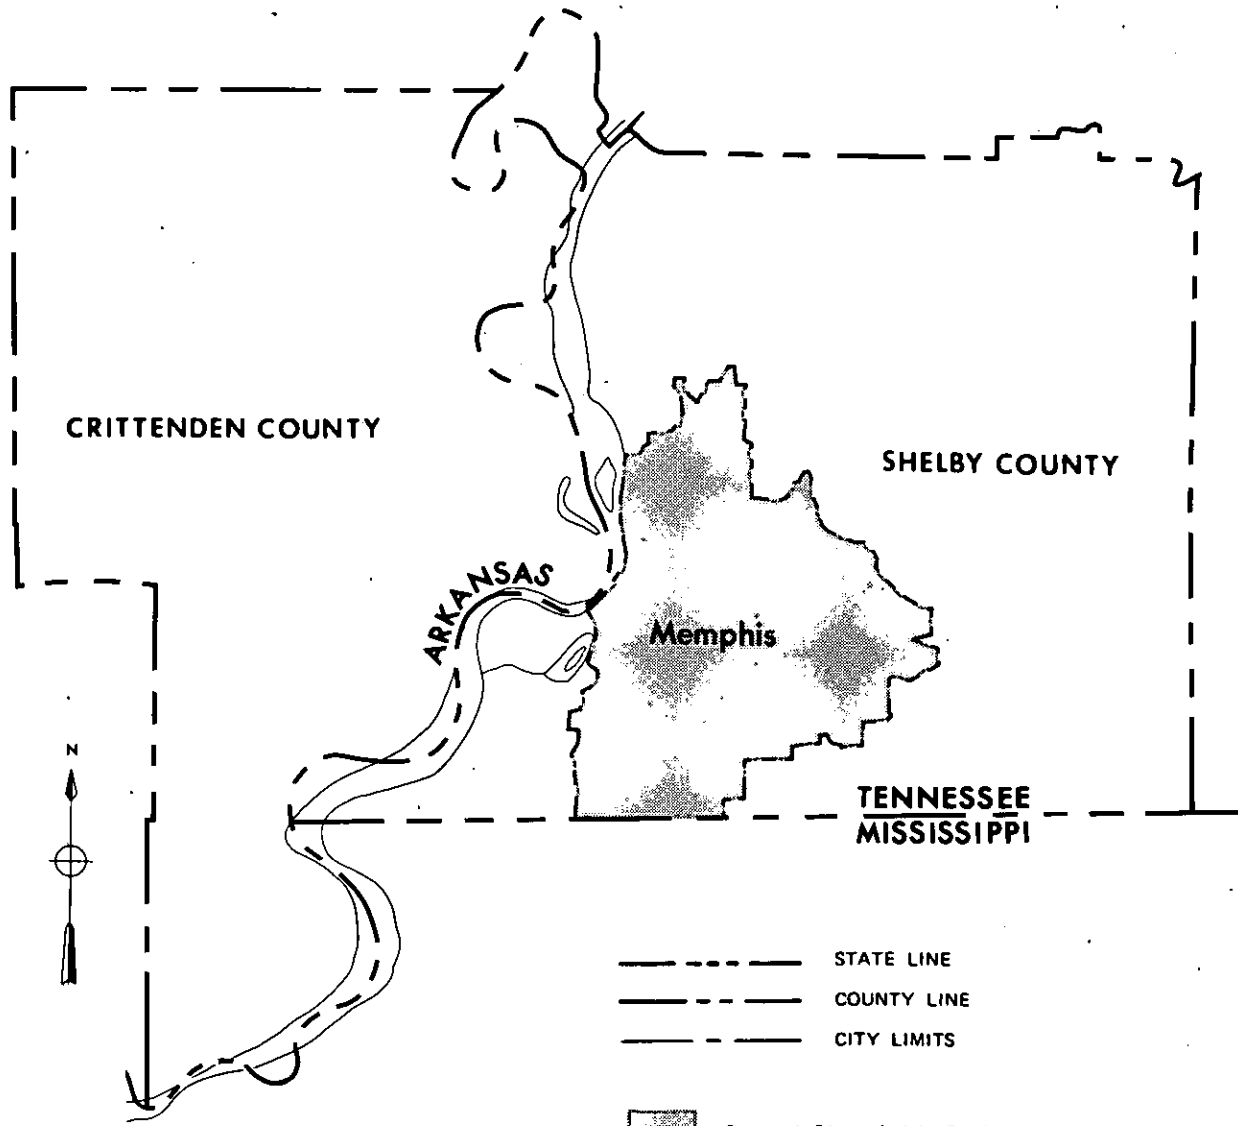 CRITTENDEN COUNTY
SHELBY COUNTY
ARKANSAS
Memphis
N
TENNESSEE
MISSISSIPPI
STATE LINE
COUNTY LINE
CITY LIMITS